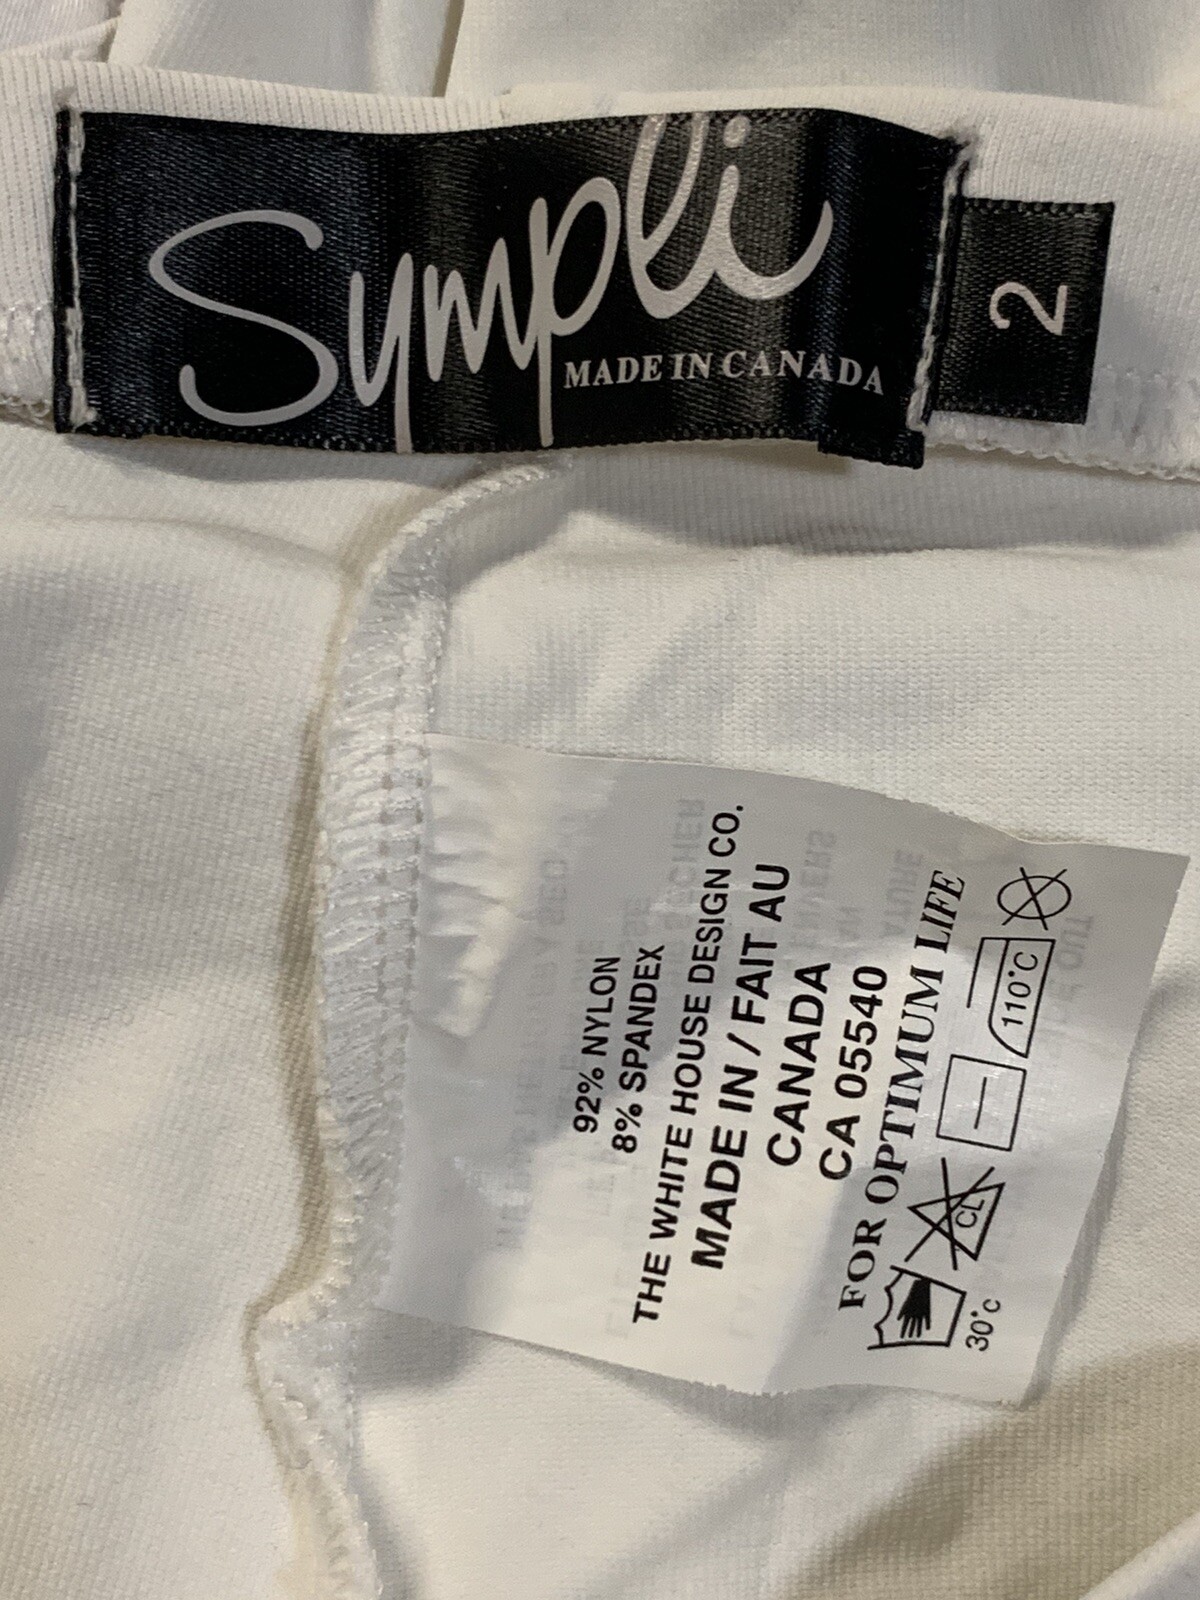 Sympli
MADE IN CANADA
2
92% NYLON
8% SPANDEX
THE WHITE HOUSE DESIGN CO.
MADE IN / FAIT AU
CANADA
CA 05540
FOR OPTIMUM LIFE
30°C
CL
110°C